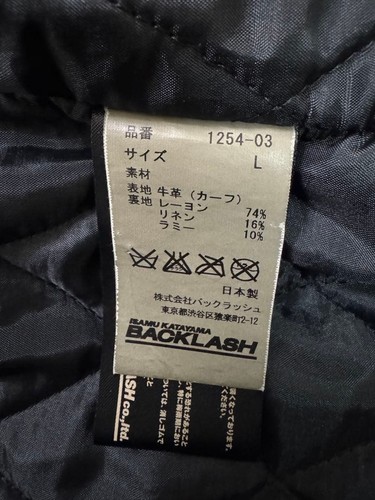 品番 1254-03
サイズ L
素材
表地 牛革(カーフ)
裏地 レーヨン 74%
リネン 16%
ラミー 10%
日本製
株式会社バックラッシュ
東京都渋谷区猿楽町2-12
ISAMU KATAYAMA
BACKLASH
ASH co.,ltd.